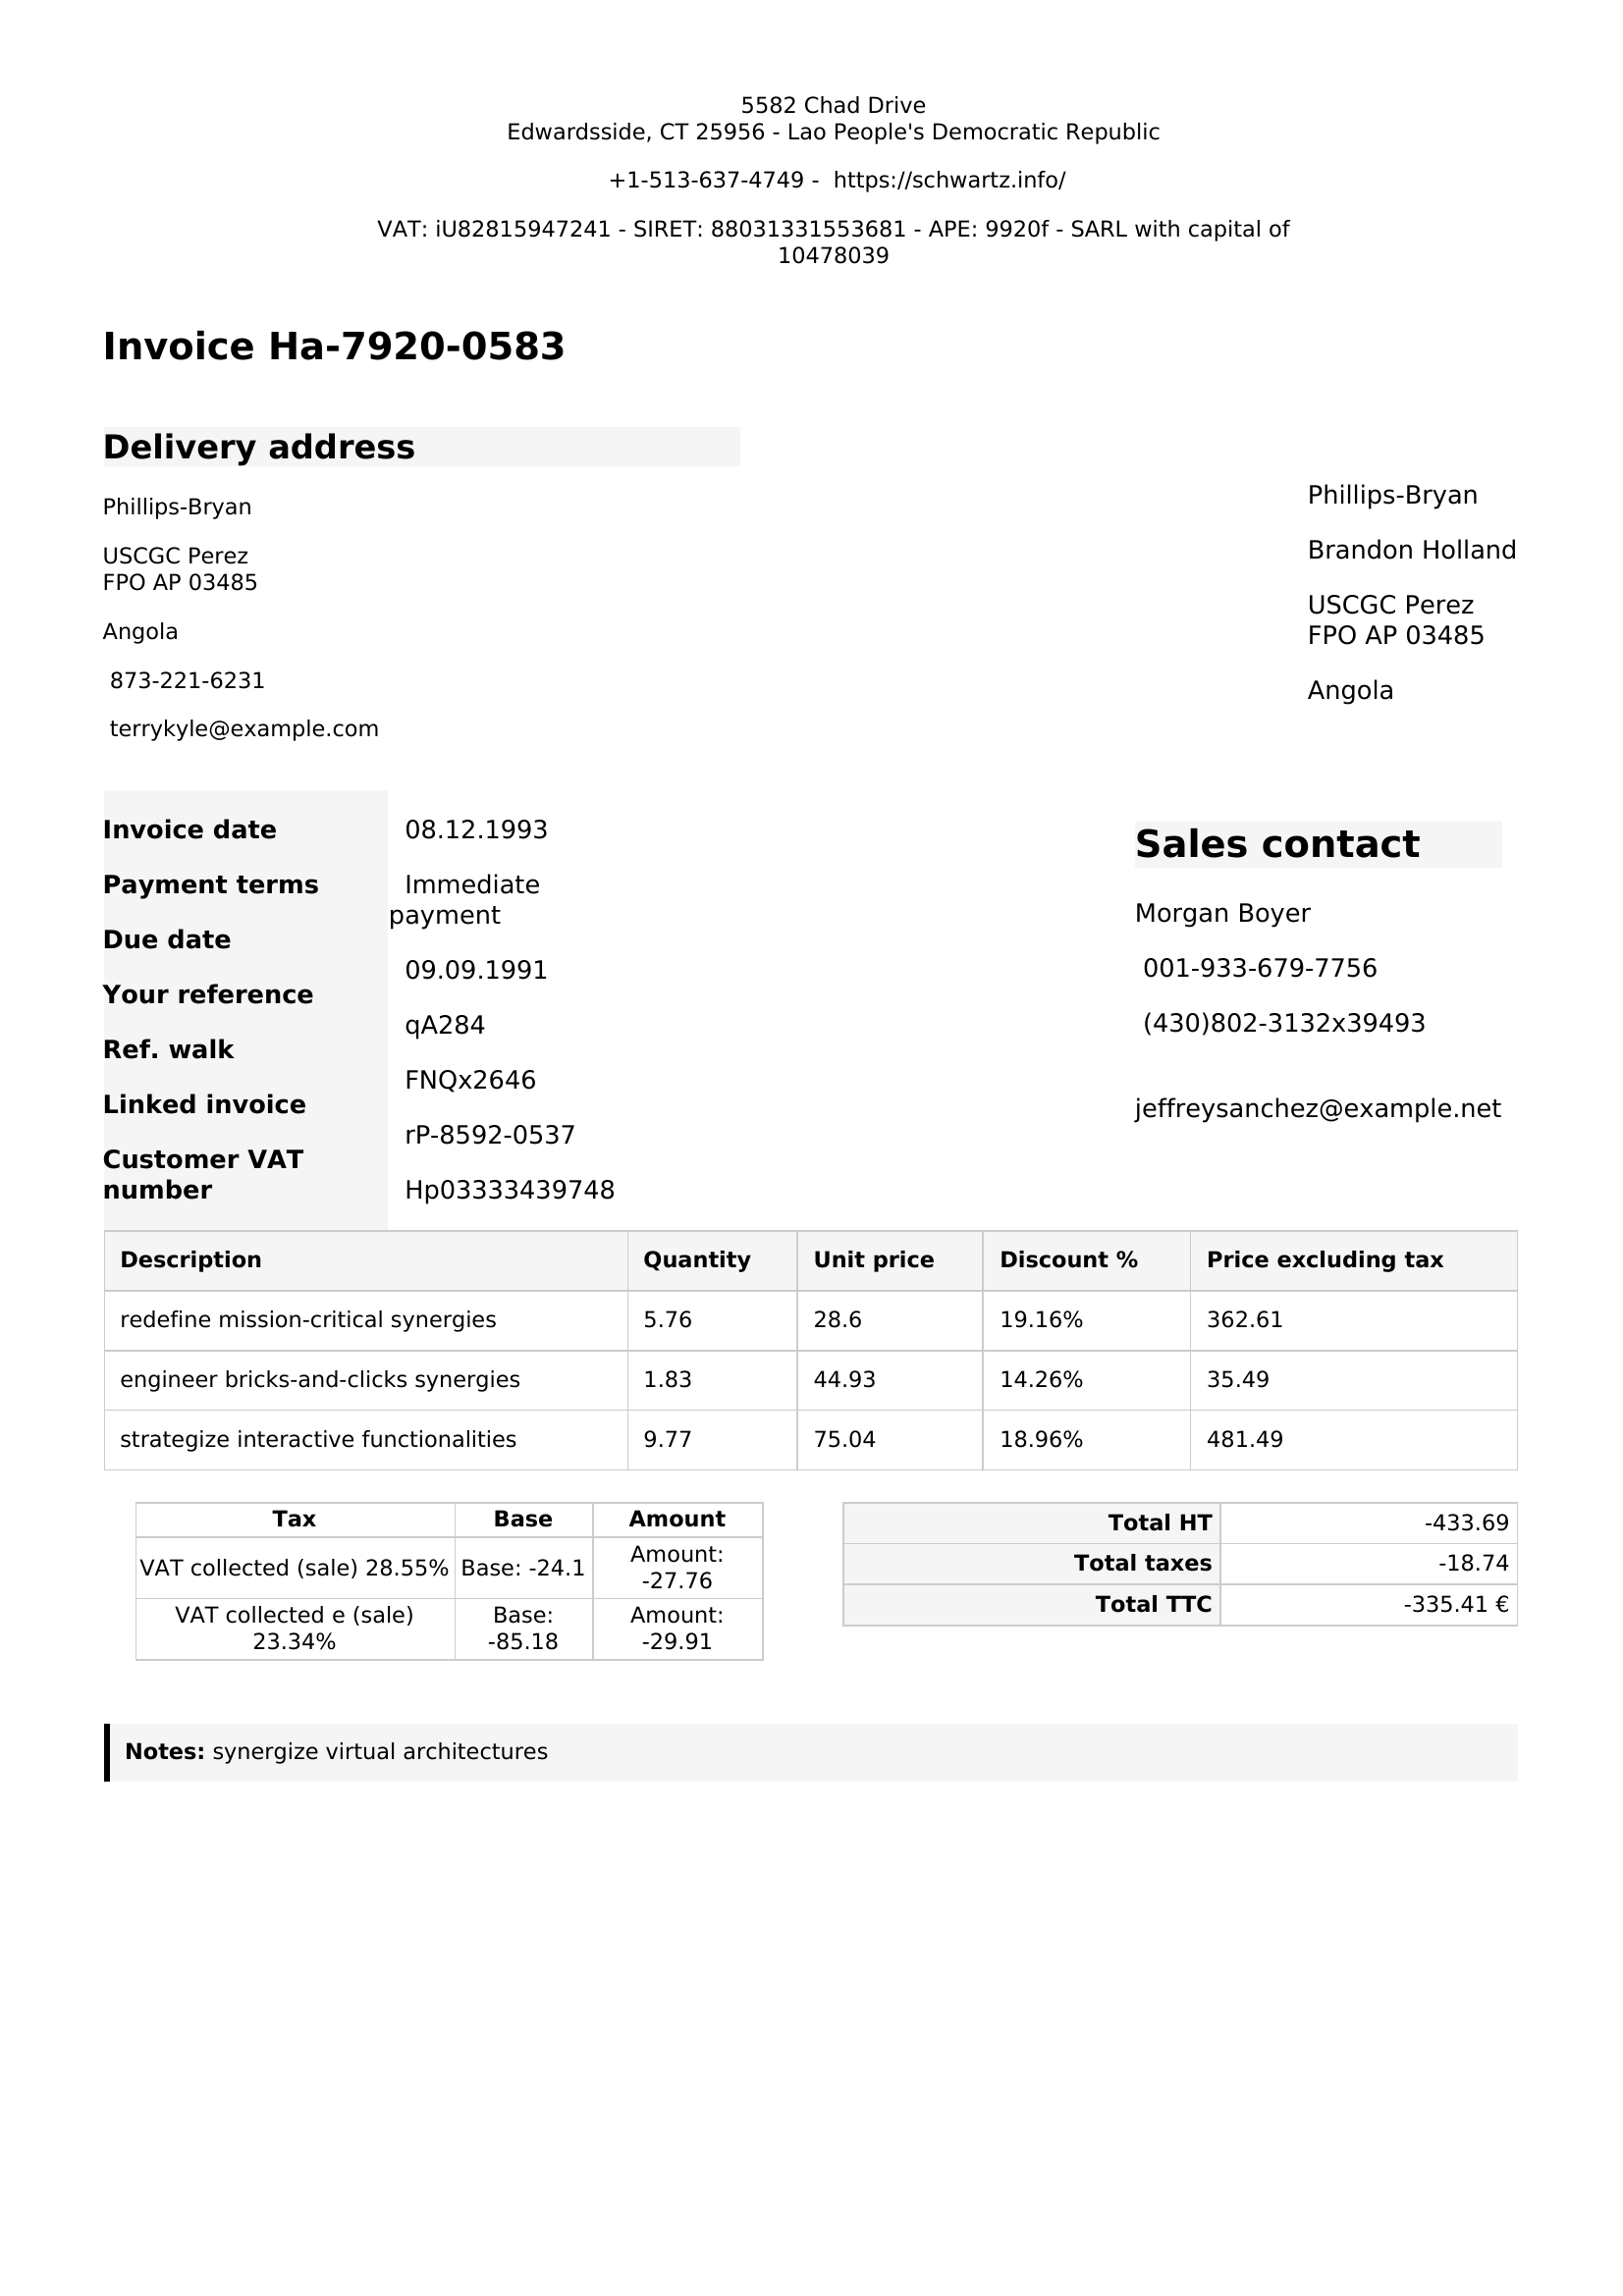 5582 Chad Drive
Edwardsside, CT 25956 - Lao People's Democratic Republic
+1-513-637-4749 - https://schwartz.info/
VAT: iU82815947241 - SIRET: 88031331553681 - APE: 9920f - SARL with capital of
10478039
Invoice Ha-7920-0583
Delivery address
Phillips-Bryan
USCGC Perez
FPO AP 03485
Angola
873-221-6231
terrykyle@example.com
Phillips-Bryan
Brandon Holland
USCGC Perez
FPO AP 03485
Angola
Invoice date
Payment terms
Due date
Your reference
Ref. walk
Linked invoice
Customer VAT
number
08.12.1993
Immediate
payment
09.09.1991
qA284
FNQx2646
rP-8592-0537
Hp03333439748
Sales contact
Morgan Boyer
001-933-679-7756
(430)802-3132x39493
jeffreysanchez@example.net
Description Quantity Unit price Discount % Price excluding tax
redefine mission-critical synergies 5.76 28.6 19.16% 362.61
engineer bricks-and-clicks synergies 1.83 44.93 14.26% 35.49
strategize interactive functionalities 9.77 75.04 18.96% 481.49
Tax Base Amount
VAT collected (sale) 28.55% Base: -24.1 Amount:
-27.76
VAT collected e (sale) Base: Amount:
23.34% -85.18 -29.91
Total HT -433.69
Total taxes -18.74
Total TTC -335.41 €
Notes: synergize virtual architectures